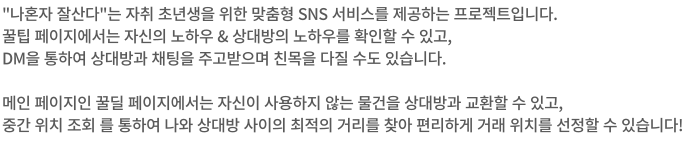 "나혼자 잘산다"는 자취 초년생을 위한 맞춤형 SNS 서비스를 제공하는 프로젝트입니다.
꿀팁 페이지에서는 자신의 노하우 & 상대방의 노하우를 확인할 수 있고,
DM을 통하여 상대방과 채팅을 주고받으며 친목을 다질 수도 있습니다.
메인 페이지인 꿀딜 페이지에서는 자신이 사용하지 않는 물건을 상대방과 교환할 수 있고,
중간 위치 조회 를 통하여 나와 상대방 사이의 최적의 거리를 찾아 편리하게 거래 위치를 선정할 수 있습니다!